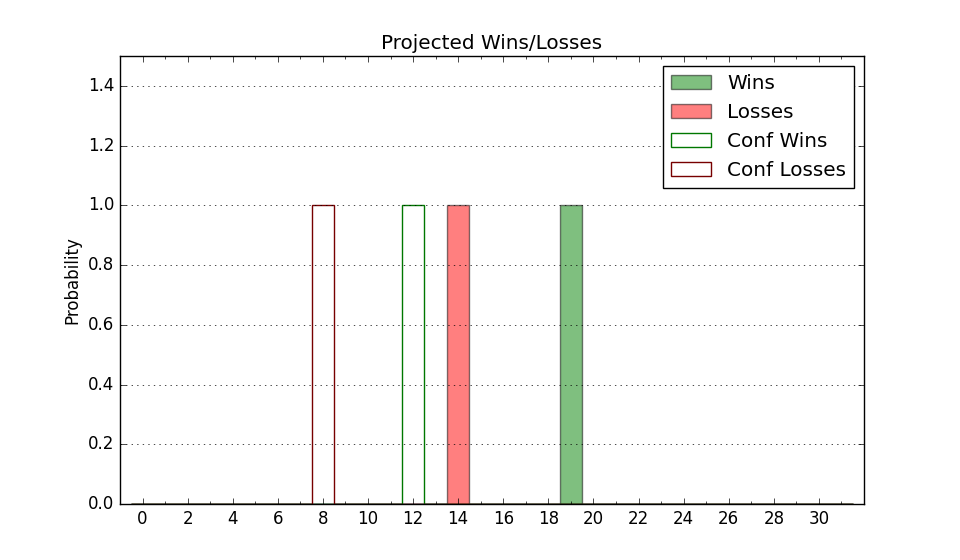 Projected Wins/Losses
1.4
1.2
1.0
0.8
0.6
0.4
0.2
0.0
Probability
Wins
Losses
Conf Wins
Conf Losses
0 2 4 6 8 10 12 14 16 18 20 22 24 26 28 30